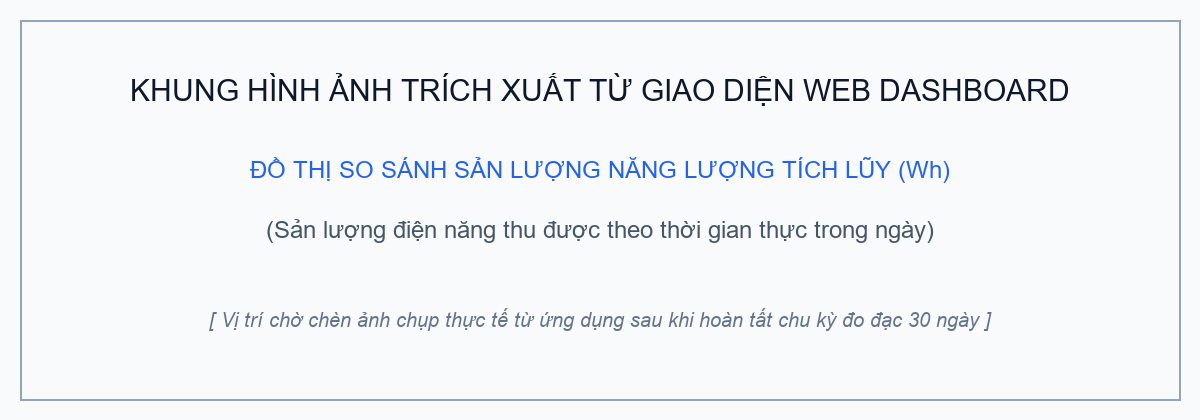 KHUNG HÌNH ẢNH TRÍCH XUẤT TỪ GIAO DIỆN WEB DASHBOARD
ĐỒ THỊ SO SÁNH SẢN LƯỢNG NĂNG LƯỢNG TÍCH LŨY (Wh)
(Sản lượng điện năng thu được theo thời gian thực trong ngày)
[ Vị trí chờ chèn ảnh chụp thực tế từ ứng dụng sau khi hoàn tất chu kỳ đo đạc 30 ngày ]